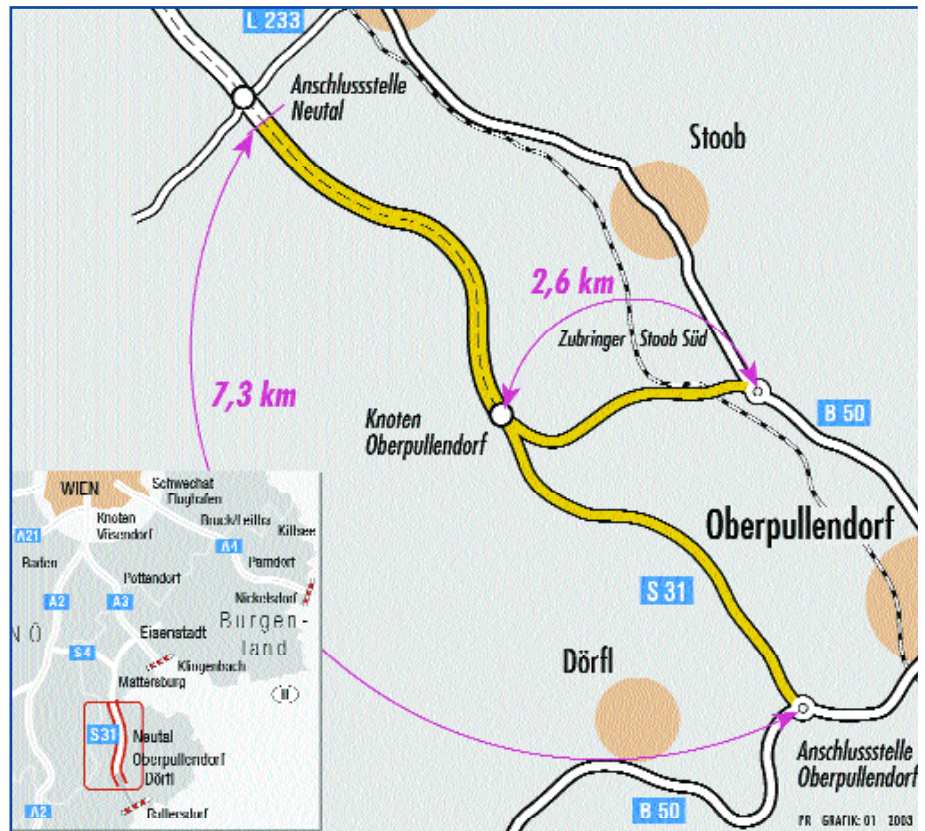 L 233
Anschlussstelle
Neutal
Stoob
2,6 km
Zubringer Stoob Süd
7,3 km
Knoten
Oberpullendorf
B 50
Oberpullendorf
S 31
Dörfl
Anschlussstelle
Oberpullendorf
B 50
PR GRAFIK: 01 2003
WIEN
Schwechat
Flughafen
Knoten
Vösendorf
Bruck/Leitha
Kittsee
A21
A4
Baden
Parndorf
Pottendorf
A2
A3
Nickelsdorf
Burgen-
land
NÖ
Eisenstadt
S 4
Klingenbach
Mattersburg
H
S31
Neutal
Oberpullendorf
Dörfl
A2
Rattersdorf